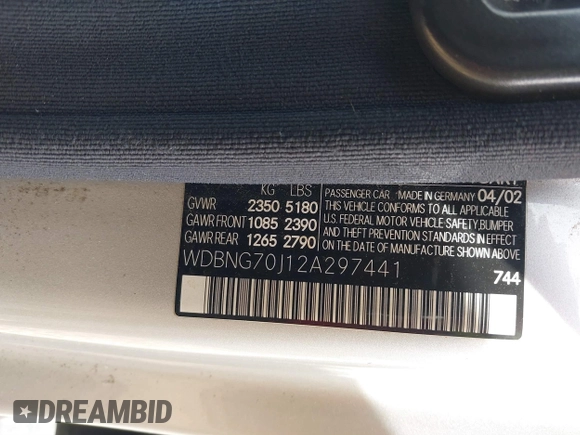 KG LBS
GVWR 2350 5180
GAWR FRONT 1085 2390
GAWR REAR 1265 2790
PASSENGER CAR MADE IN GERMANY 04/02
THIS VEHICLE CONFORMS TO ALL APPLICABLE
U.S. FEDERAL MOTOR VEHICLE SAFETY, BUMPER
AND THEFT PREVENTION STANDARDS IN EFFECT
ON THE DATE OF MANUFACTURE SHOWN ABOVE
WDBNG70J12A297441
744
DREAMBID